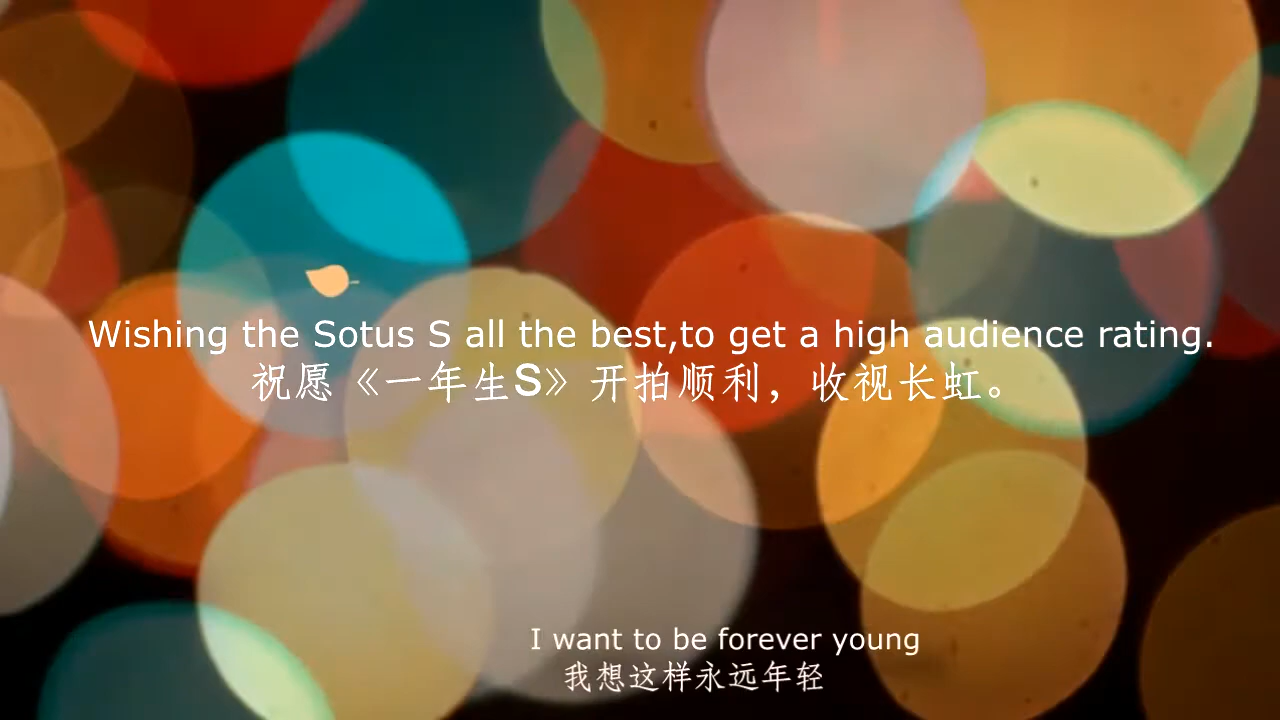 Wishing the Sotus S all the best,to get a high audience rating.
祝愿《一年生S》开拍顺利，收视长虹。
I want to be forever young
我想这样永远年轻